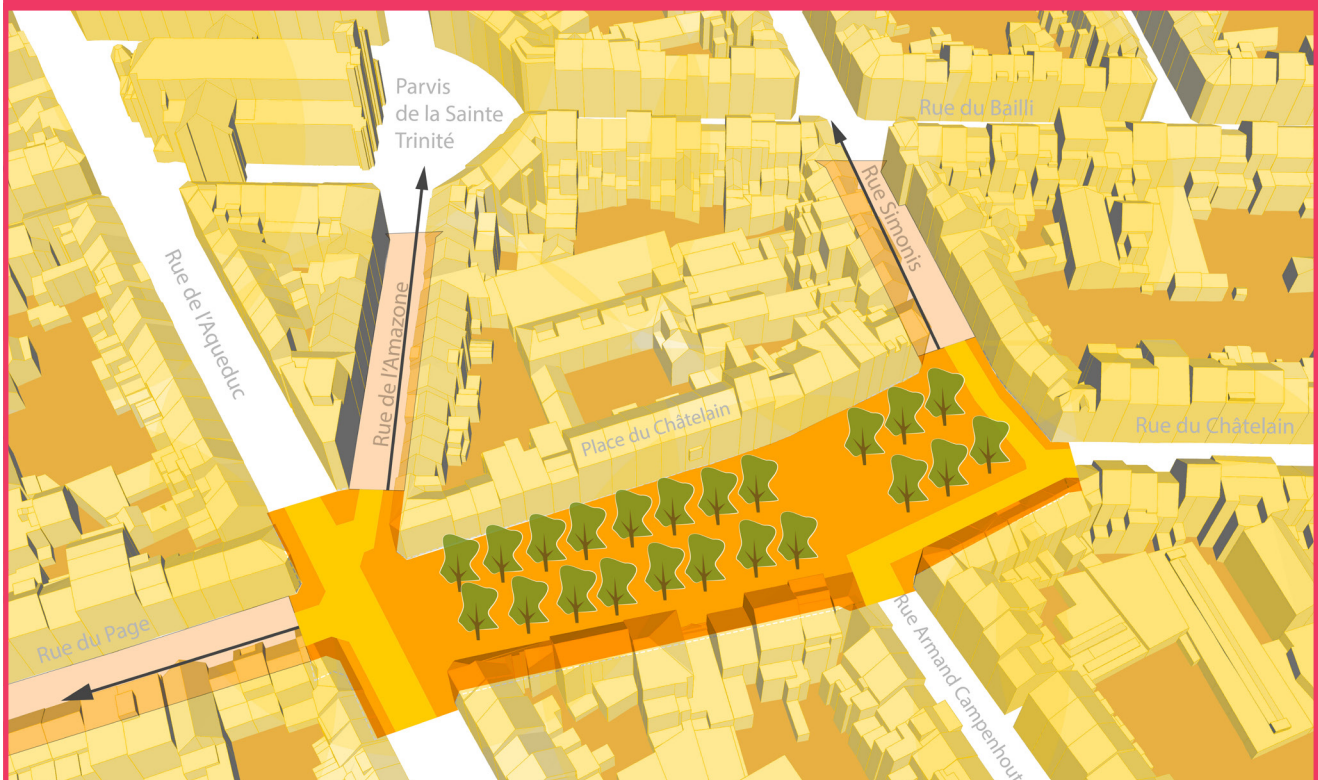 Parvis
de la Sainte
Trinité
Rue du Bailli
Rue Simonis
Rue de l'Aqueduc
Rue de l'Amazone
Place du Châtelain
Rue du Châtelain
Rue du Page
Rue Armand Campenhout